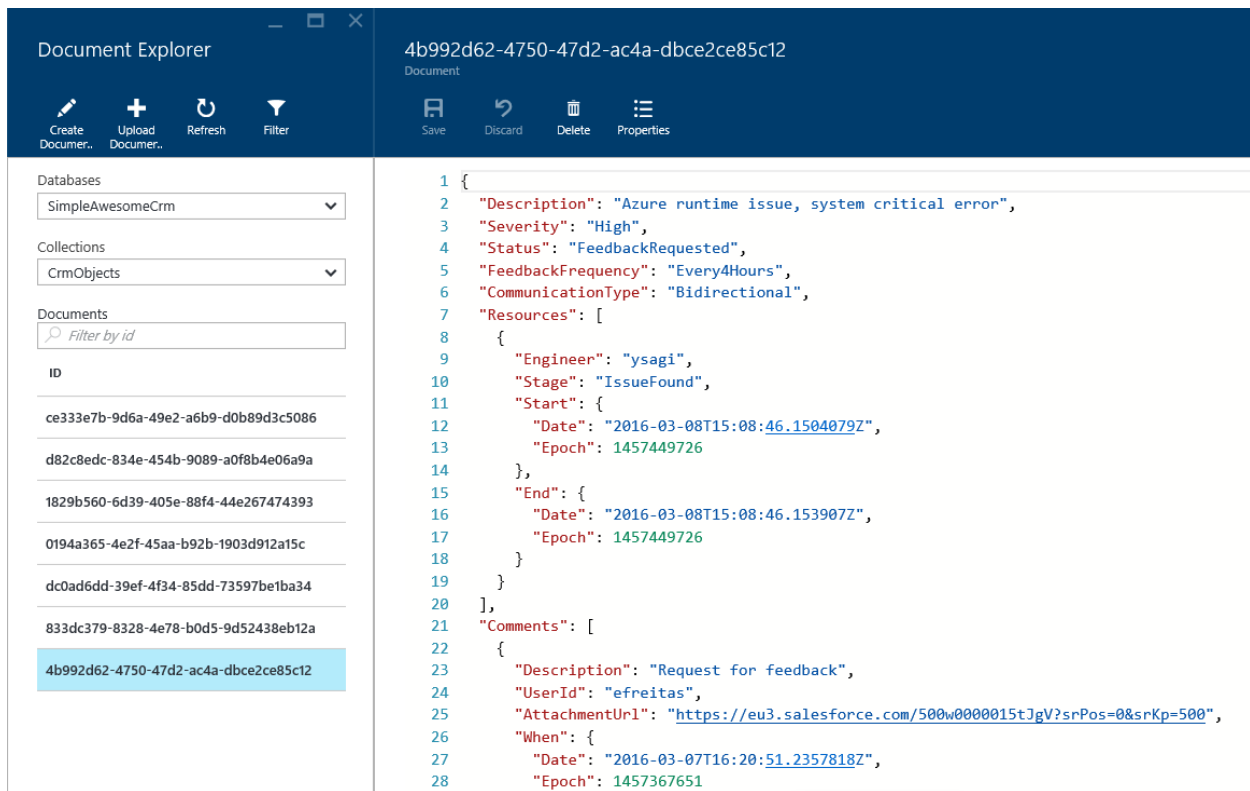 Document Explorer
Create Documer..
Upload Documer..
Refresh
Filter
Databases
SimpleAwesomeCrm
Collections
CrmObjects
Documents
Filter by id
ID
ce333e7b-9d6a-49e2-a6b9-d0b89d3c5086
d82c8edc-834e-454b-9089-a0f8b4e06a9a
1829b560-6d39-405e-88f4-44e267474393
0194a365-4e2f-45aa-b92b-1903d912a15c
dc0ad6dd-39ef-4f34-85dd-73597be1ba34
833dc379-8328-4e78-b0d5-9d52438eb12a
4b992d62-4750-47d2-ac4a-dbce2ce85c12
4b992d62-4750-47d2-ac4a-dbce2ce85c12
Document
Save
Discard
Delete
Properties
1 {
2 "Description": "Azure runtime issue, system critical error",
3 "Severity": "High",
4 "Status": "FeedbackRequested",
5 "FeedbackFrequency": "Every4Hours",
6 "CommunicationType": "Bidirectional",
7 "Resources": [
8 {
9 "Engineer": "ysagi",
10 "Stage": "IssueFound",
11 "Start": {
12 "Date": "2016-03-08T15:08:46.1504079Z",
13 "Epoch": 1457449726
14 },
15 "End": {
16 "Date": "2016-03-08T15:08:46.153907Z",
17 "Epoch": 1457449726
18 }
19 }
20 ],
21 "Comments": [
22 {
23 "Description": "Request for feedback",
24 "UserId": "efreitas",
25 "AttachmentUrl": "https://eu3.salesforce.com/500w0000015tJgV?srPos=0&srKp=500",
26 "When": {
27 "Date": "2016-03-07T16:20:51.2357818Z",
28 "Epoch": 1457367651